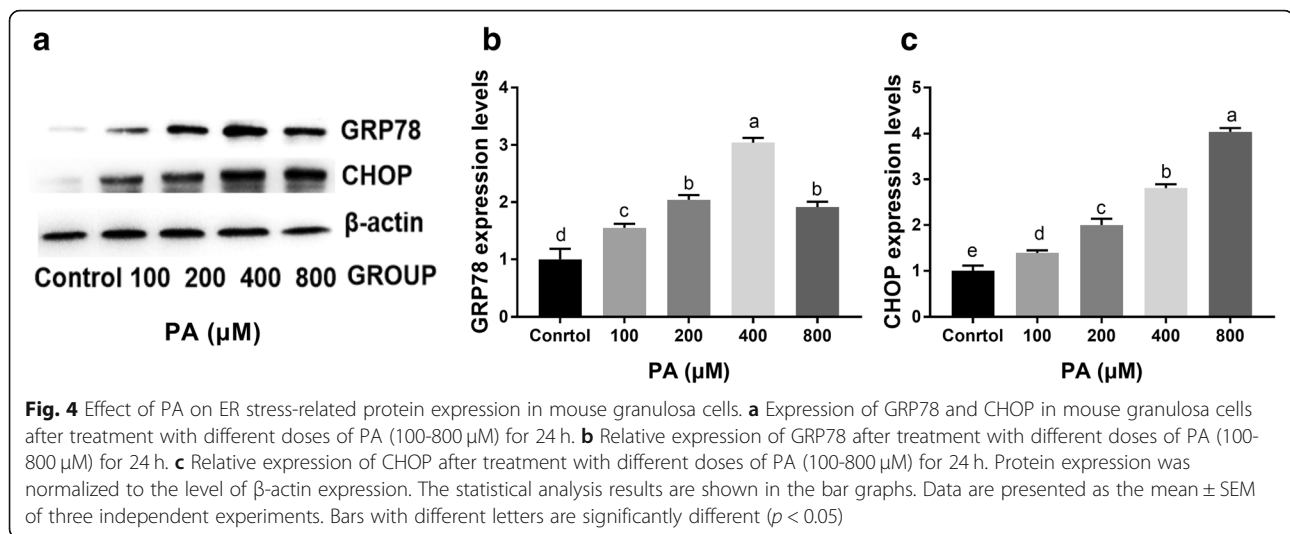 a
GRP78
CHOP
β-actin
Control 100 200 400 800 GROUP
PA (μM)
b
GRP78 expression levels
4
3
2
1
0
d
c
b
a
b
Conrtol 100 200 400 800
PA (μM)
c
CHOP expression levels
5
4
3
2
1
0
e
d
c
b
a
Conrtol 100 200 400 800
PA (μM)
Fig. 4 Effect of PA on ER stress-related protein expression in mouse granulosa cells. a Expression of GRP78 and CHOP in mouse granulosa cells
after treatment with different doses of PA (100-800 μM) for 24 h. b Relative expression of GRP78 after treatment with different doses of PA (100-
800 μM) for 24 h. c Relative expression of CHOP after treatment with different doses of PA (100-800 μM) for 24 h. Protein expression was
normalized to the level of β-actin expression. The statistical analysis results are shown in the bar graphs. Data are presented as the mean ± SEM
of three independent experiments. Bars with different letters are significantly different (p < 0.05)